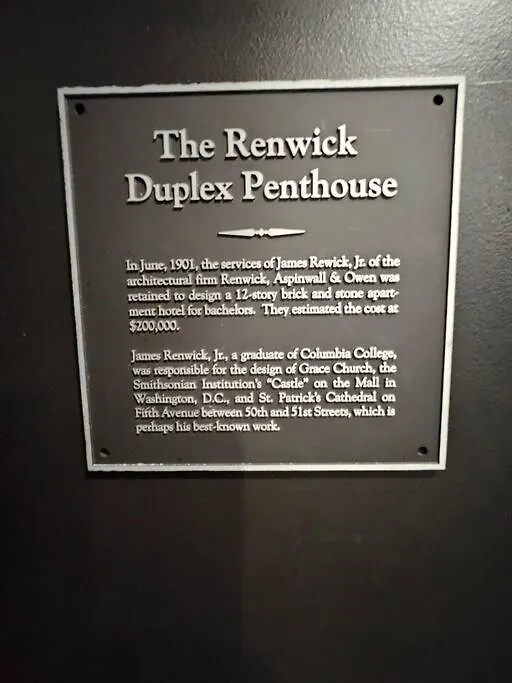 The Renwick
Duplex Penthouse
In June, 1901, the services of James Rewick, Jr. of the
architectural firm Renwick, Aspinwall & Owen was
retained to design a 12-story brick and stone apart-
ment hotel for bachelors. They estimated the cost at
$200,000.
James Renwick, Jr., a graduate of Columbia College,
was responsible for the design of Grace Church, the
Smithsonian Institution's "Castle" on the Mall in
Washington, D.C., and St. Patrick's Cathedral on
Fifth Avenue between 50th and 51st Streets, which is
perhaps his best-known work.